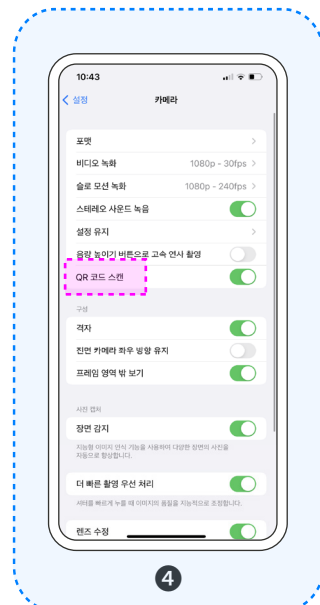 10:43
설정 카메라
포맷
비디오 녹화 1080p - 30fps
슬로 모션 녹화 1080p - 240fps
스테레오 사운드 녹음
설정 유지
음량 높이기 버튼으로 고속 연사 촬영
QR 코드 스캔
구성
격자
전면 카메라 좌우 방향 유지
프레임 영역 밖 보기
사진 캡처
장면 감지
지능형 이미지 인식 기능을 사용하여 다양한 장면의 사진을
자동으로 향상합니다.
더 빠른 촬영 우선 처리
셔터를 빠르게 누를 때 이미지의 품질을 지능적으로 조정합니다.
렌즈 수정
4